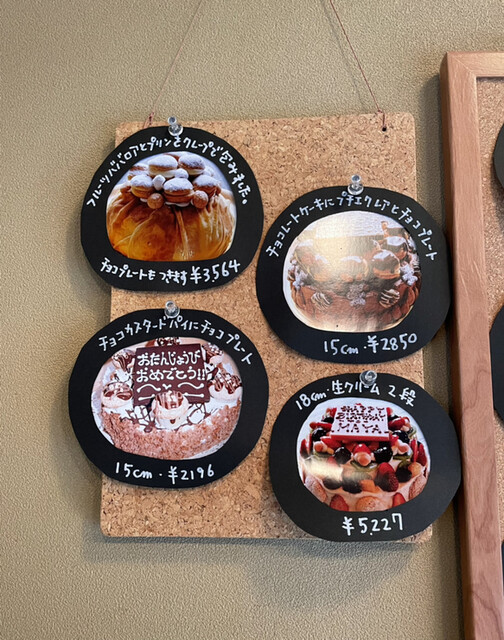 フルーツババロアとプリンをクレープで包みました。
チョコプレートもつきます ¥3,564
チョコレートケーキにプチエクレアとチョコプレート
15cm・¥2850
チョコカスタードパイにチョコプレート
おたんじょうび
おめでとう!!
15cm・¥2196
18cm・生クリーム 2段
¥5,227